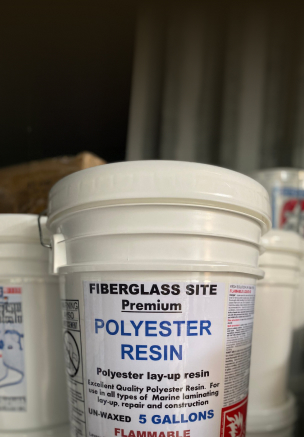 FIBERGLASS SITE
Premium
POLYESTER
RESIN
Polyester lay-up resin
Excellent Quality Polyester Resin. For
use in all types of Marine laminating
lay-up, repair and construction
UN-WAXED 5 GALLONS
FLAMMABLE